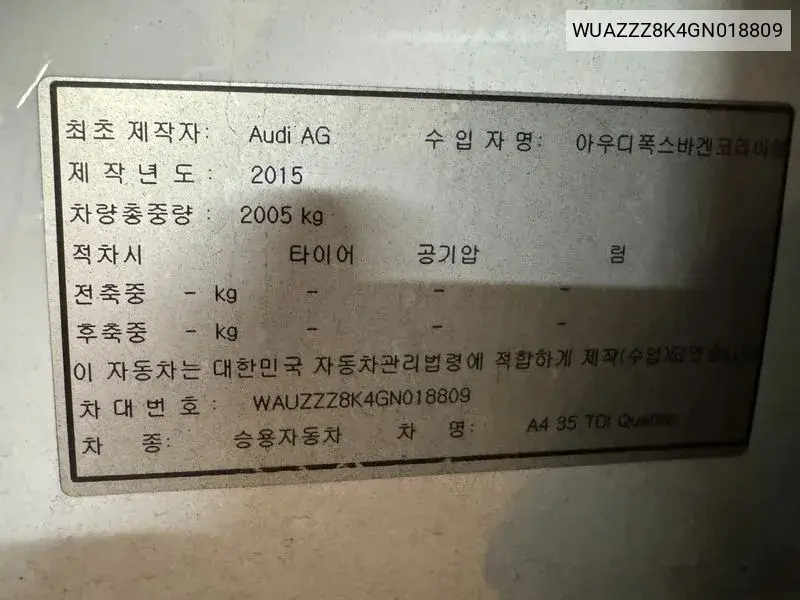 WUAZZZ8K4GN018809
최초 제작자: Audi AG 수 입 자 명: 아우디폭스바겐코리아
제 작 년 도 : 2015
차량총중량 : 2005 kg
적차시 타이어 공기압 림
전축중 - kg - - -
후축중 - kg - - -
이 자동차는 대한민국 자동차관리법령에 적합하게 제작(수입)되었
차 대 번 호 : WAUZZZ8K4GN018809
차 종: 승용자동차 차 명: A4 35 TDI Quattro